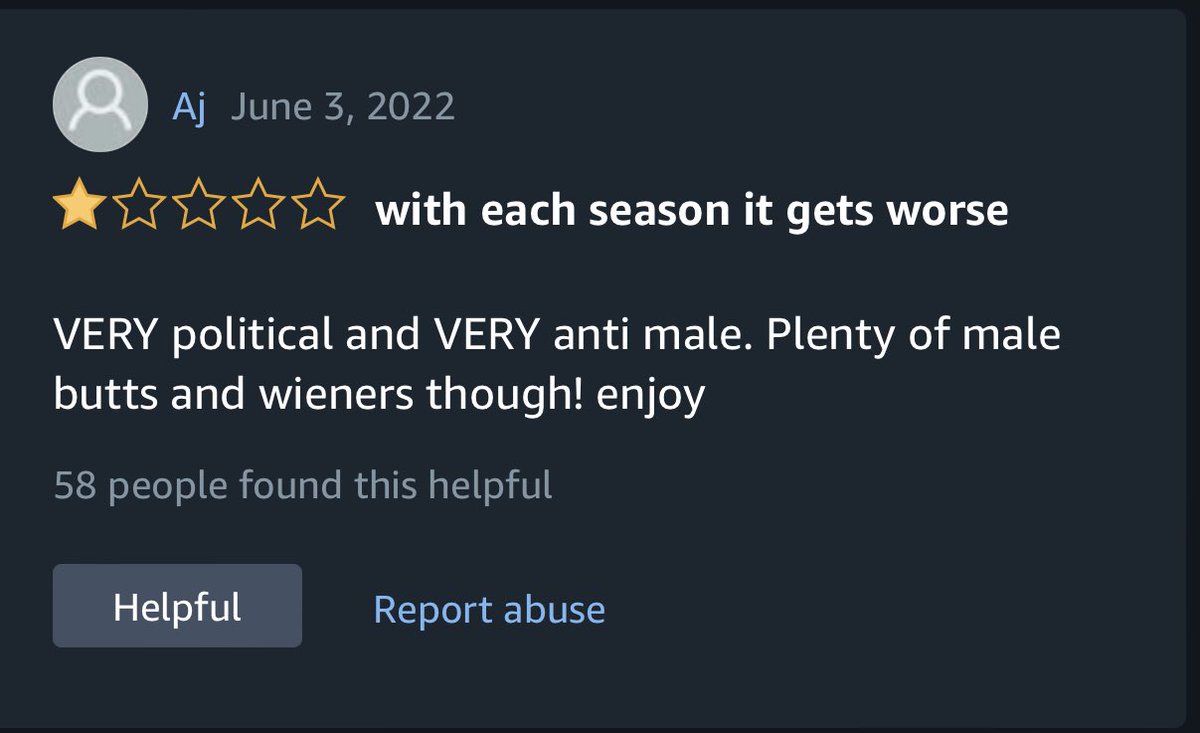 Aj June 3, 2022
with each season it gets worse
VERY political and VERY anti male. Plenty of male
butts and wieners though! enjoy
58 people found this helpful
Helpful Report abuse